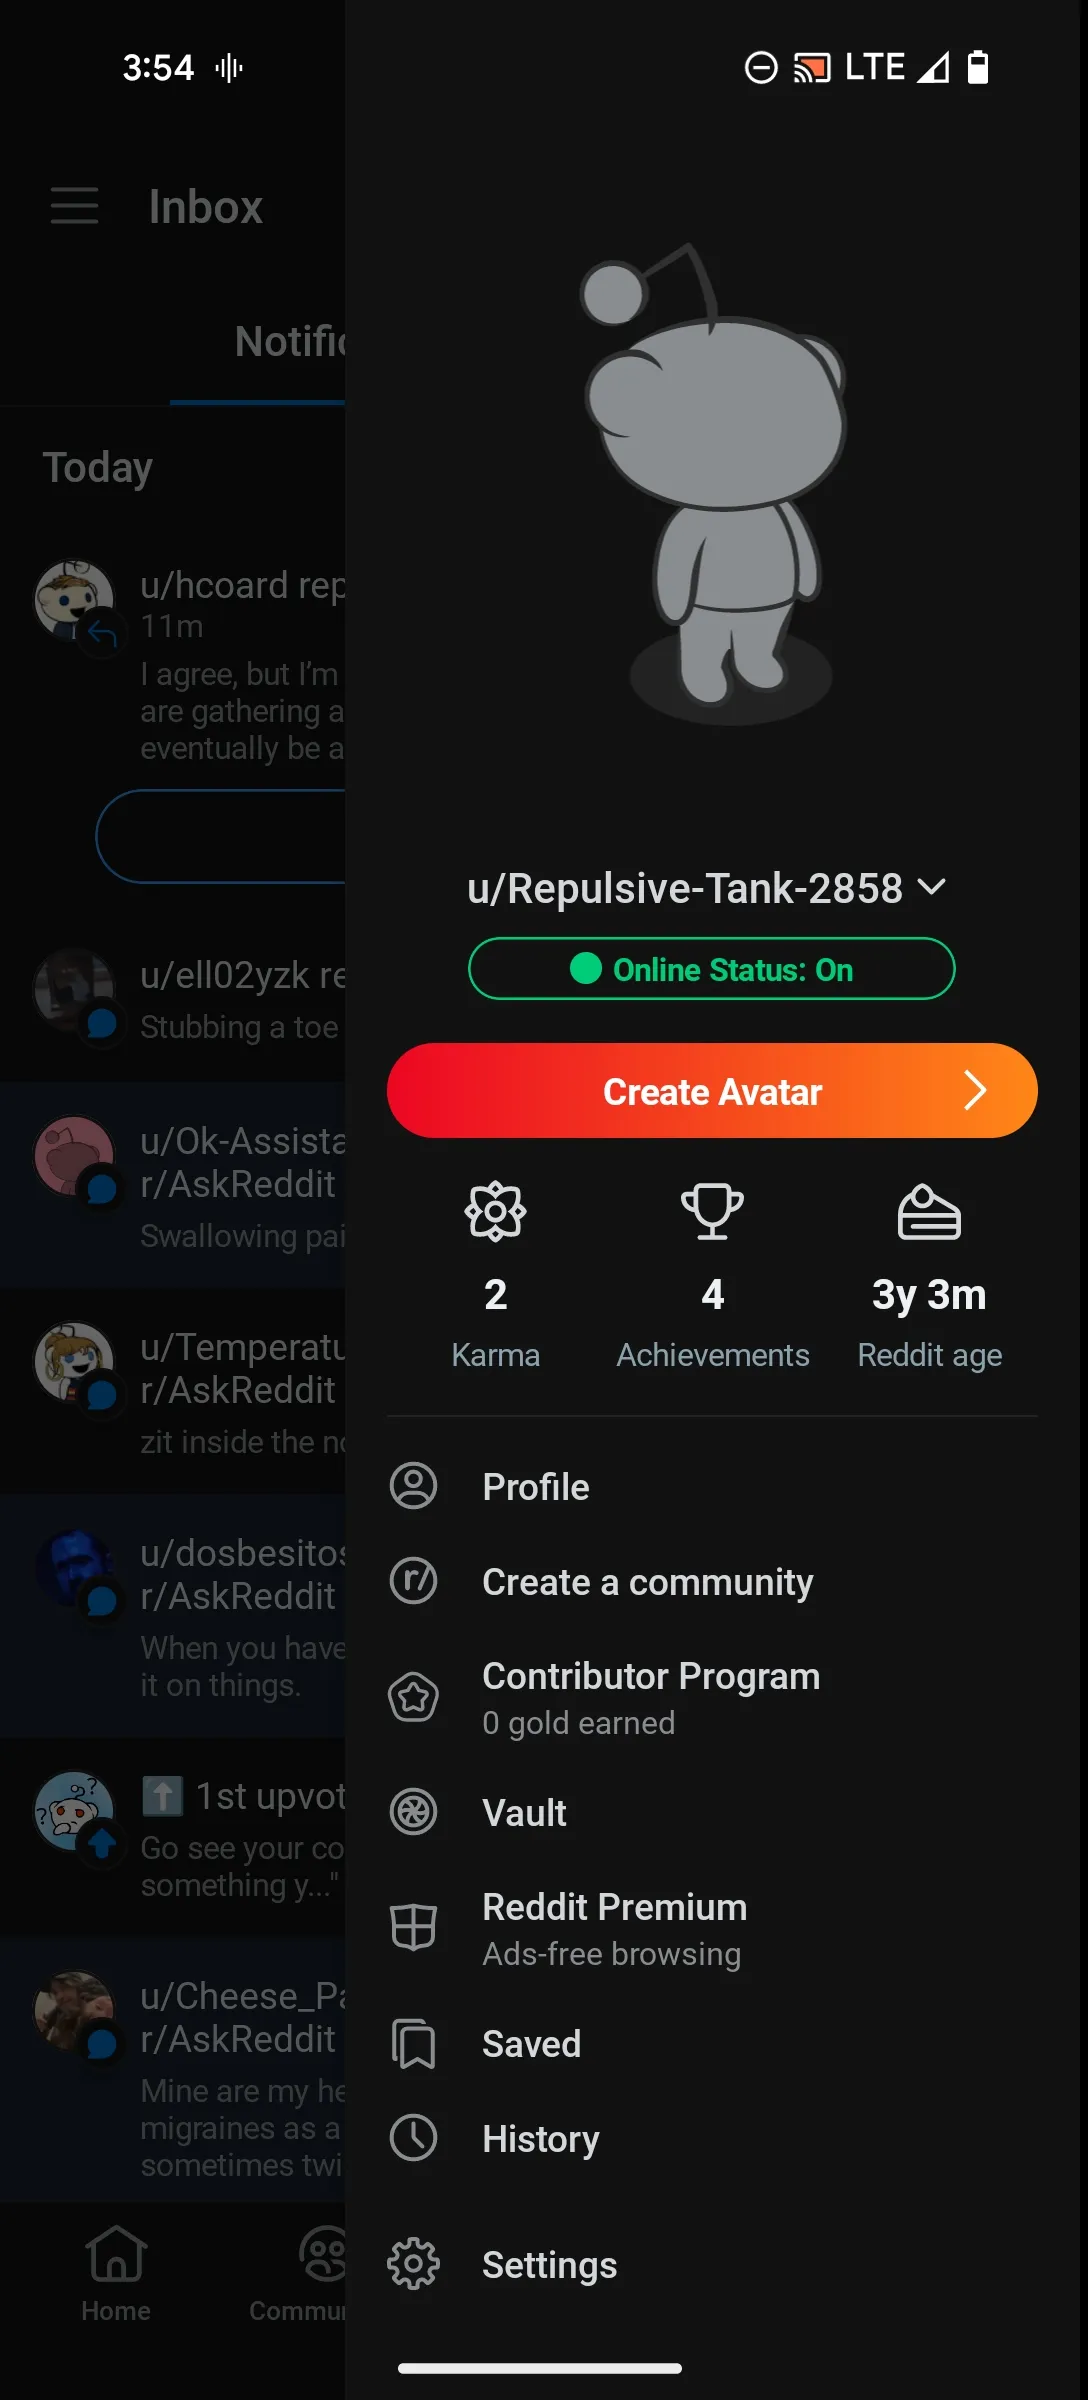 3:54
LTE
Inbox
Notific
Today
u/hcoard rep
11m
I agree, but I'm
are gathering a
eventually be a
u/ell02yzk re
Stubbing a toe
u/Ok-Assista
r/AskReddit
Swallowing pai
u/Temperatu
r/AskReddit
zit inside the no
u/dosbesitos
r/AskReddit
When you have
it on things.
⬆️ 1st upvot
Go see your co
something y..."
u/Cheese_Pa
r/AskReddit
Mine are my he
migraines as a
sometimes twi
Home
Commun
u/Repulsive-Tank-2858
Online Status: On
Create Avatar
2
Karma
4
Achievements
3y 3m
Reddit age
Profile
r/
Create a community
Contributor Program
0 gold earned
Vault
Reddit Premium
Ads-free browsing
Saved
History
Settings